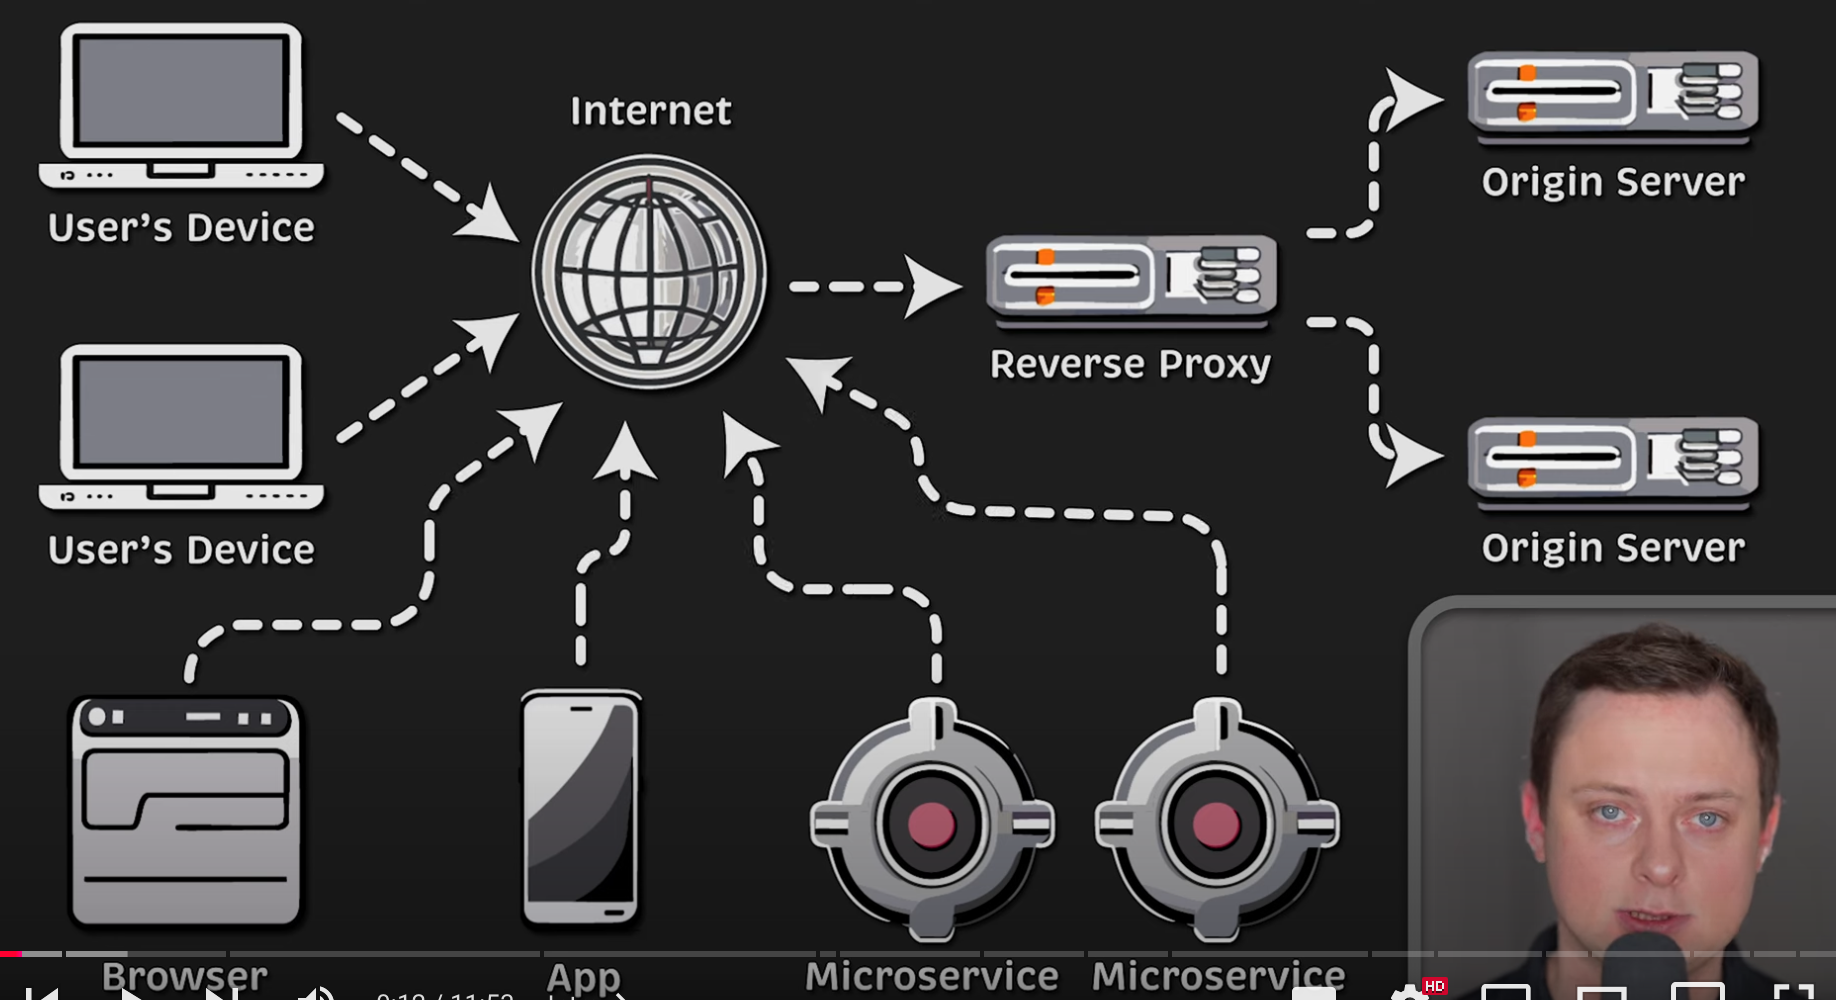 Internet
User's Device
Origin Server
Reverse Proxy
User's Device
Origin Server
Browser
App
Microservice
Microservice
HD